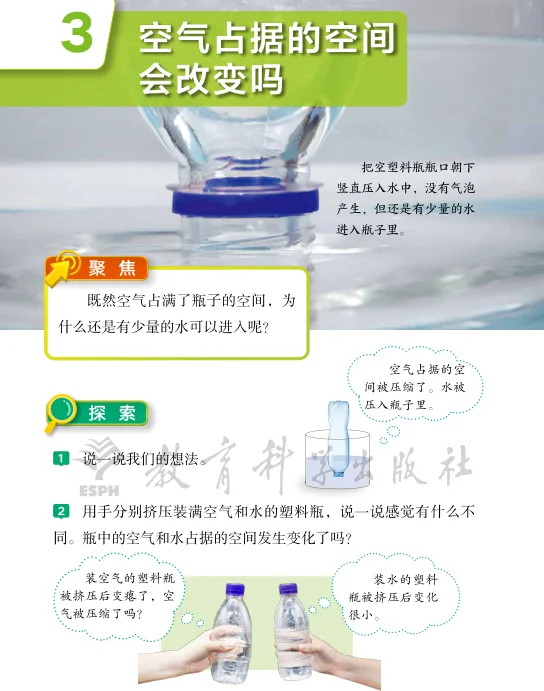 3
空气占据的空间
会改变吗
把空塑料瓶瓶口朝下
竖直压入水中，没有气泡
产生，但还是有少量的水
进入瓶子里。
聚焦
既然空气占满了瓶子的空间，为
什么还是有少量的水可以进入呢？
空气占据的空
间被压缩了。水被
压入瓶子里。
探索
1 说一说我们的想法。
ESPH 教育科学出版社
2 用手分别挤压装满空气和水的塑料瓶，说一说感觉有什么不
同。瓶中的空气和水占据的空间发生变化了吗？
装空气的塑料瓶
被挤压后变瘪了，空
气被压缩了吗？
装水的塑料
瓶被挤压后变化
很小。